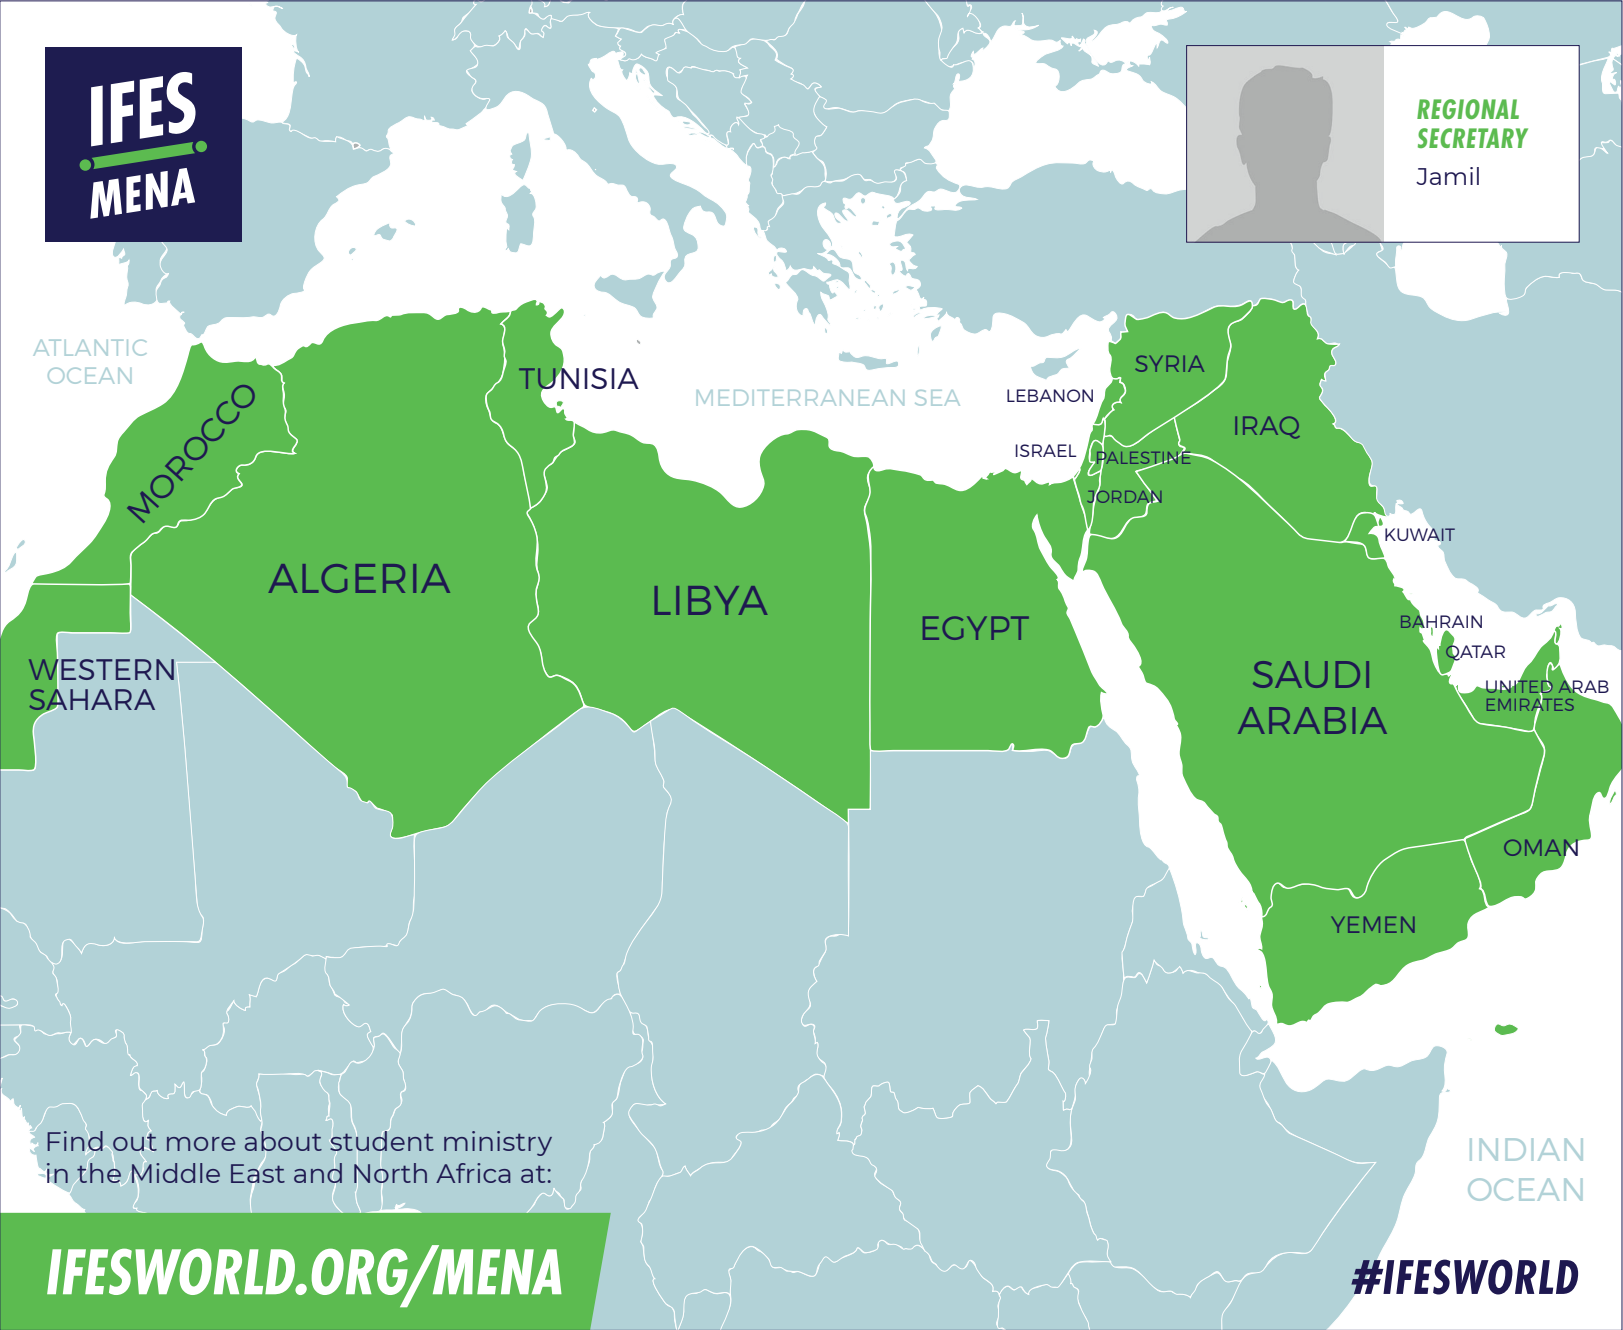 IFES
MENA
REGIONAL
SECRETARY
Jamil
ATLANTIC
OCEAN
MEDITERRANEAN SEA
MOROCCO
TUNISIA
SYRIA
LEBANON
IRAQ
ISRAEL
PALESTINE
JORDAN
KUWAIT
ALGERIA
LIBYA
EGYPT
BAHRAIN
QATAR
WESTERN
SAHARA
SAUDI
ARABIA
UNITED ARAB
EMIRATES
OMAN
YEMEN
Find out more about student ministry
in the Middle East and North Africa at:
INDIAN
OCEAN
IFESWORLD.ORG/MENA
#IFESWORLD